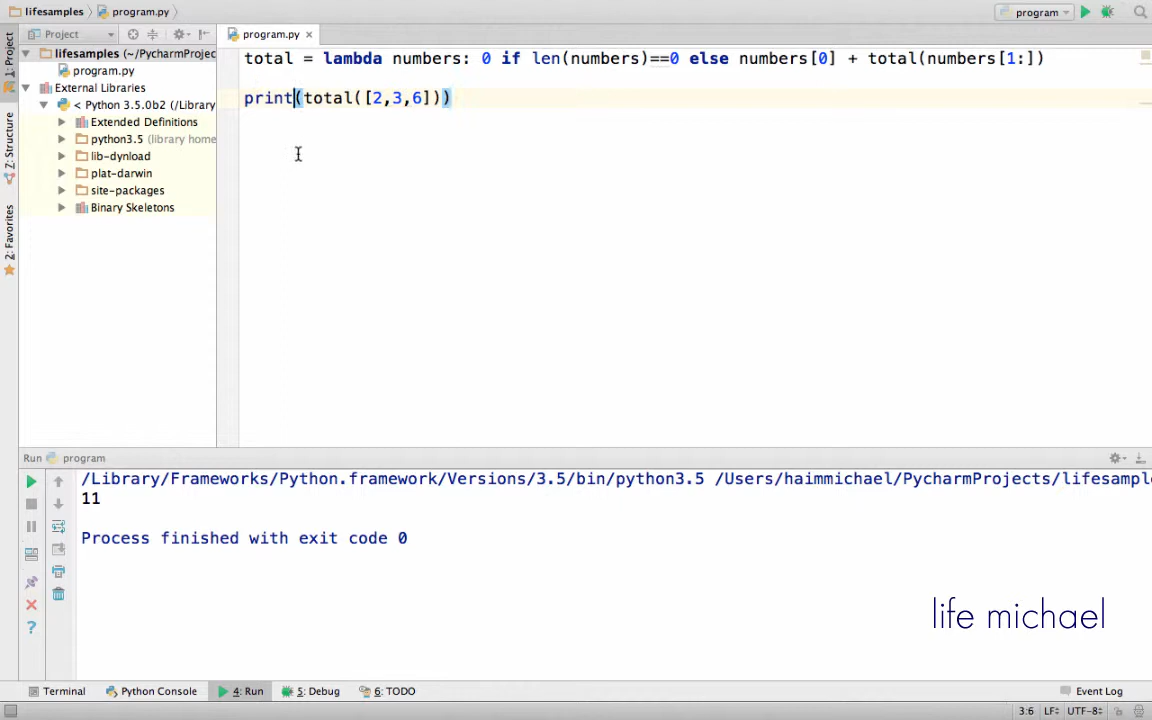 lifesamples program.py
program
Project
program.py
1: Project
Z: Structure
2: Favorites
lifesamples (~/PycharmProjec
program.py
External Libraries
< Python 3.5.0b2 (/Library
Extended Definitions
python3.5 (library home
lib-dynload
plat-darwin
site-packages
Binary Skeletons
total = lambda numbers: 0 if len(numbers)==0 else numbers[0] + total(numbers[1:])
print(total([2,3,6]))
Run program
/Library/Frameworks/Python.framework/Versions/3.5/bin/python3.5 /Users/haimmichael/PycharmProjects/lifesample
11
Process finished with exit code 0
life michael
Terminal Python Console 4: Run 5: Debug 6: TODO Event Log
3:6 LF÷ UTF-8÷